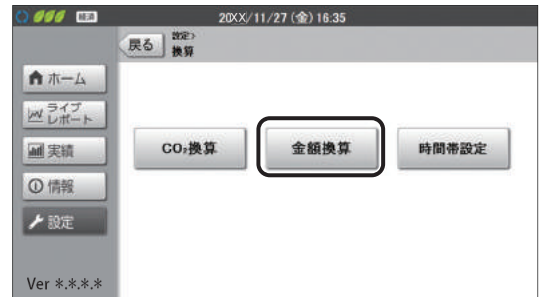 経済
20XX/11/27(金)16:35
戻る
設定>
換算
ホーム
ライブ
レポート
実績
情報
設定
CO₂換算
金額換算
時間帯設定
Ver *.*.*.*